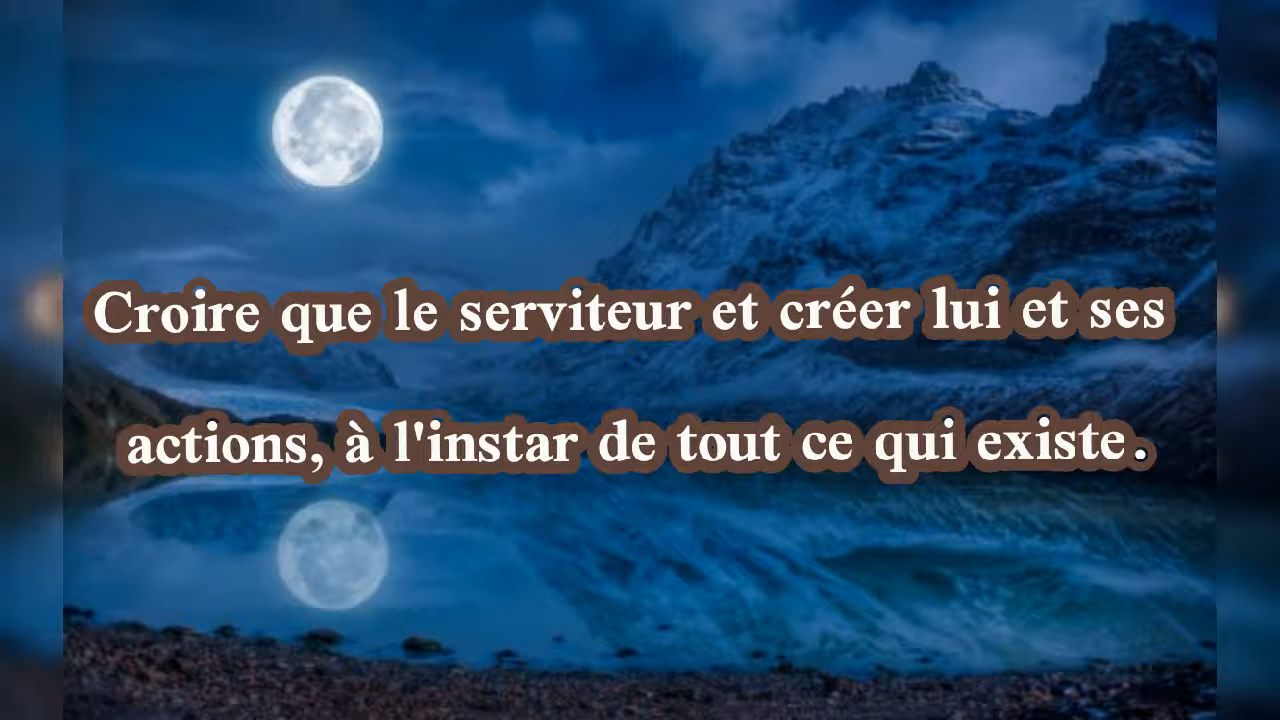 Croire que le serviteur et créer lui et ses
actions, à l'instar de tout ce qui existe.